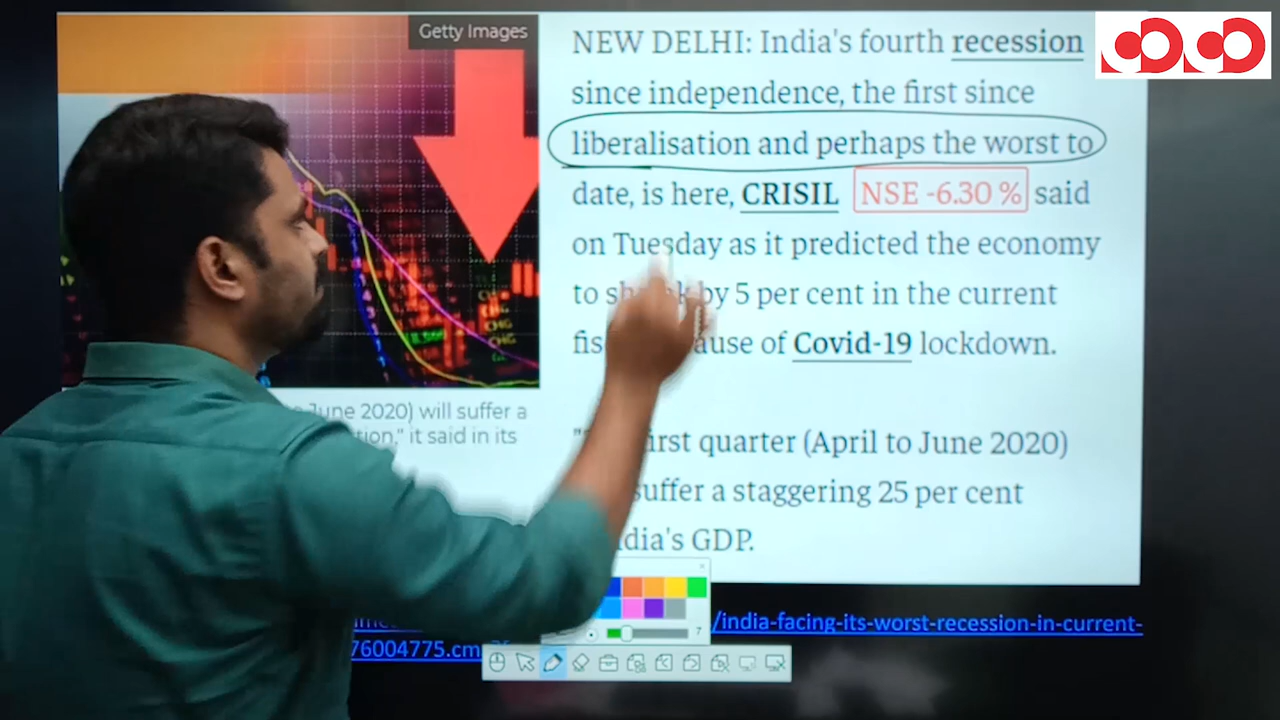 Getty Images
NEW DELHI: India's fourth recession
since independence, the first since
liberalisation and perhaps the worst to
date, is here, CRISIL NSE -6.30 % said
on Tuesday as it predicted the economy
to by 5 per cent in the current
of Covid-19 lockdown.
June 2020) will suffer a
it said in its
first quarter (April to June 2020)
suffer a staggering 25 per cent
GDP.
7
/india-facing-its-worst-recession-in-current-
76004775.cm